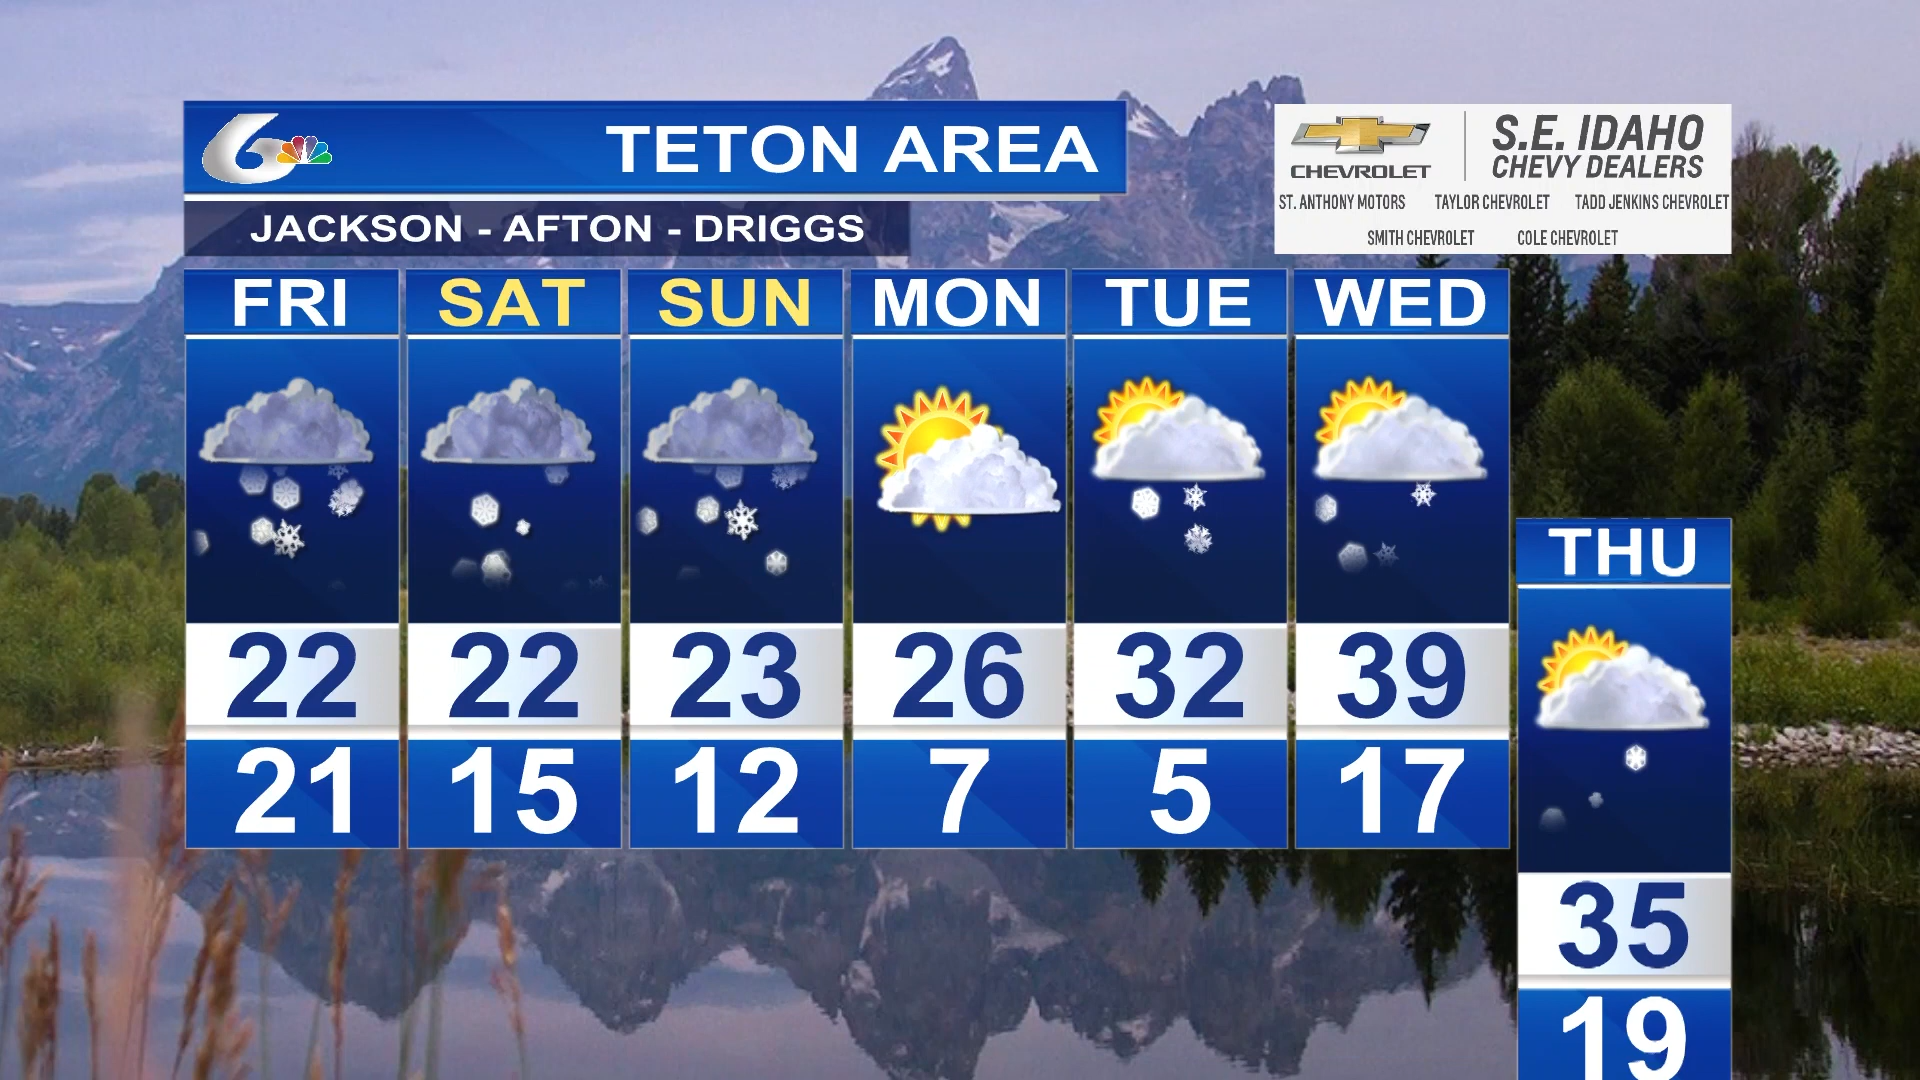 6
TETON AREA
JACKSON - AFTON - DRIGGS
CHEVROLET
S.E. IDAHO
CHEVY DEALERS
ST. ANTHONY MOTORS TAYLOR CHEVROLET TADD JENKINS CHEVROLET
SMITH CHEVROLET COLE CHEVROLET
FRI SAT SUN MON TUE WED
22 22 23 26 32 39
21 15 12 7 5 17
THU
35
19